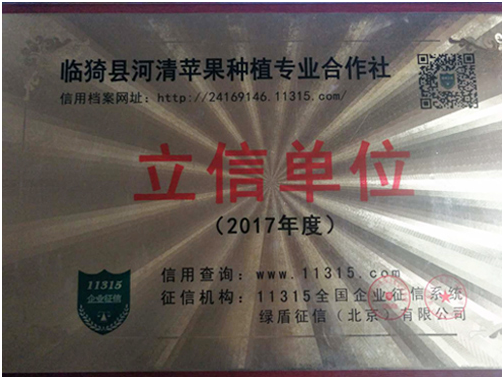 临猗县河清苹果种植专业合作社
信用档案网址：http://24169146.11315.com/
立信单位
（2017年度）
11315
企业征信
信用查询：www.11315.com
征信机构：11315全国企业征信系统
绿盾征信（北京）有限公司